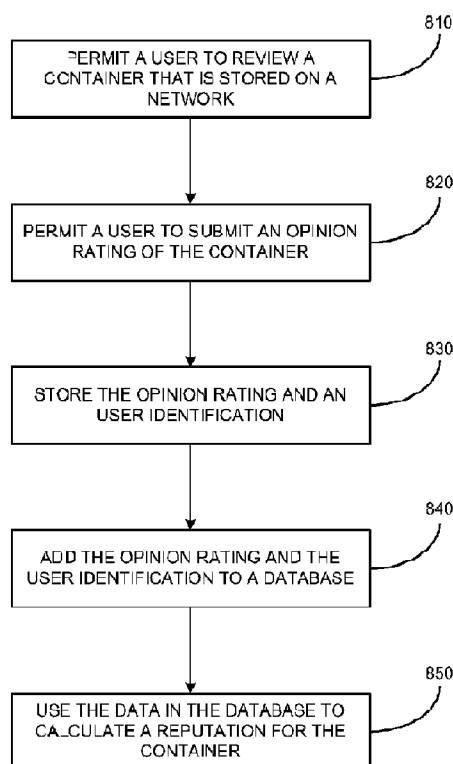 810
PERMIT A USER TO REVIEW A
CONTAINER THAT IS STORED ON A
NETWORK
820
PERMIT A USER TO SUBMIT AN OPINION
RATING OF THE CONTAINER
830
STORE THE OPINION RATING AND AN
USER IDENTIFICATION
840
ADD THE OPINION RATING AND THE
USER IDENTIFICATION TO A DATABASE
850
USE THE DATA IN THE DATABASE TO
CALCULATE A REPUTATION FOR THE
CONTAINER